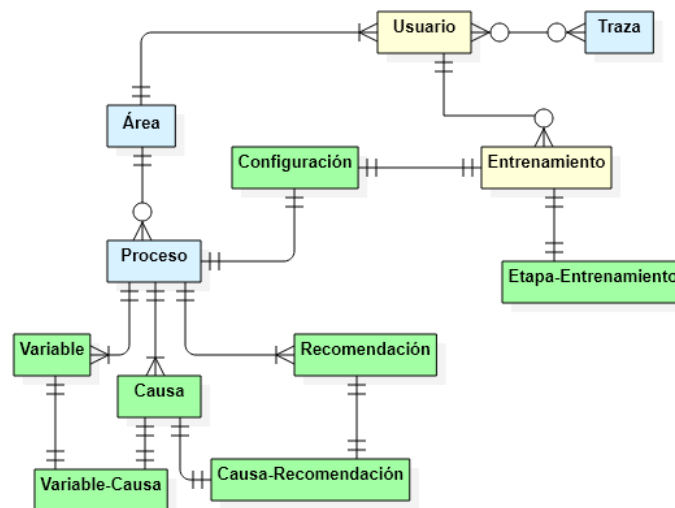 Usuario
Traza
Área
Configuración
Entrenamiento
Proceso
Etapa-Entrenamiento
Variable
Recomendación
Causa
Variable-Causa
Causa-Recomendación